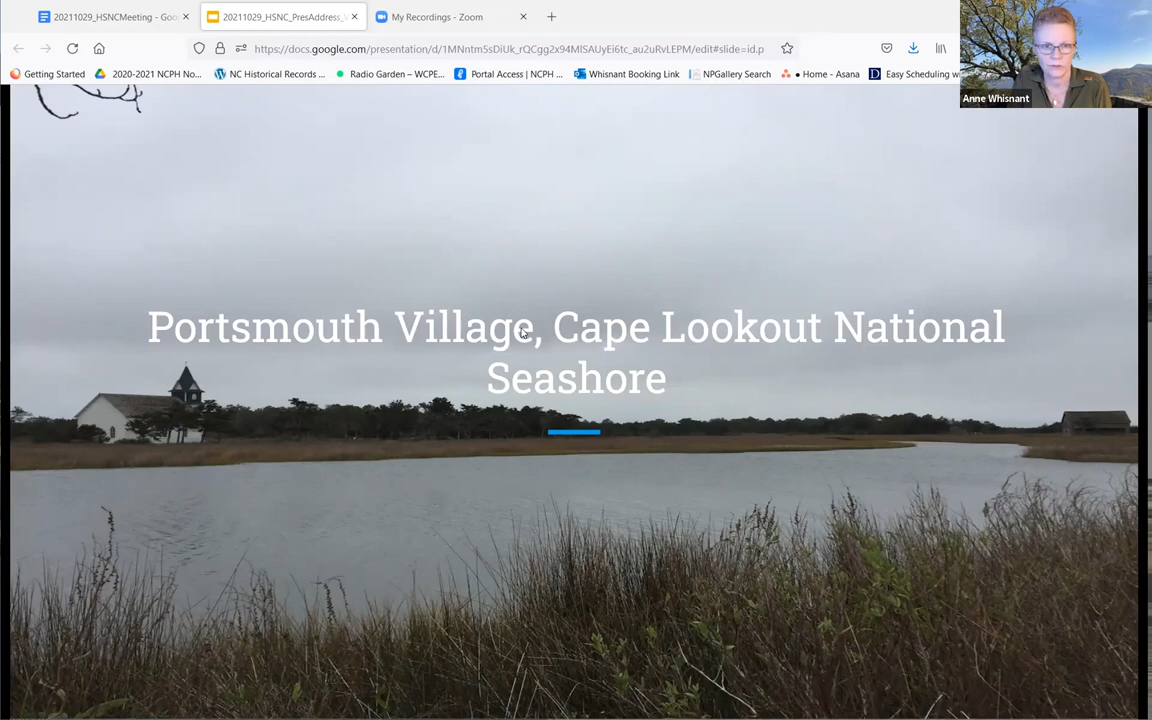 20211029_HSNCMeeting - Goo
20211029_HSNC_PresAddress_
My Recordings - Zoom
https://docs.google.com/presentation/d/1MNntm5sDiUk_rQCgg2x94MlSAUyEi6tc_au2uRvLEPM/edit#slide=id.p
Getting Started
2020-2021 NCPH No...
NC Historical Records ...
Radio Garden – WCPE...
Portal Access | NCPH ...
Whisnant Booking Link
NPGallery Search
• Home - Asana
Easy Scheduling w
Anne Whisnant
Portsmouth Village, Cape Lookout National
Seashore